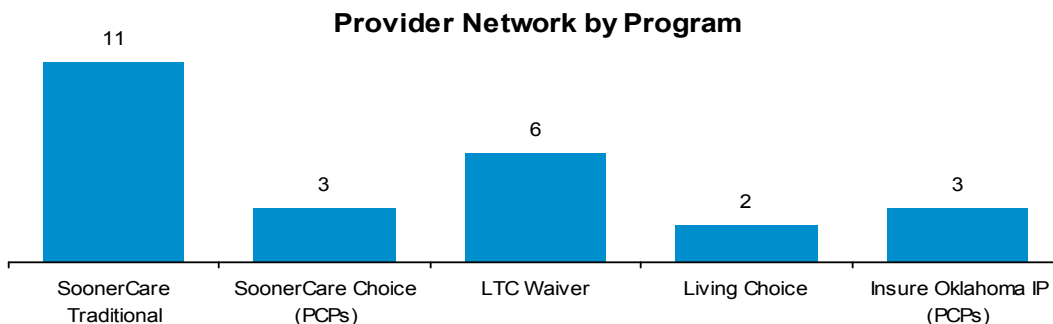 Provider Network by Program
11
3
6
2
3
SoonerCare
Traditional
SoonerCare Choice
(PCPs)
LTC Waiver
Living Choice
Insure Oklahoma IP
(PCPs)